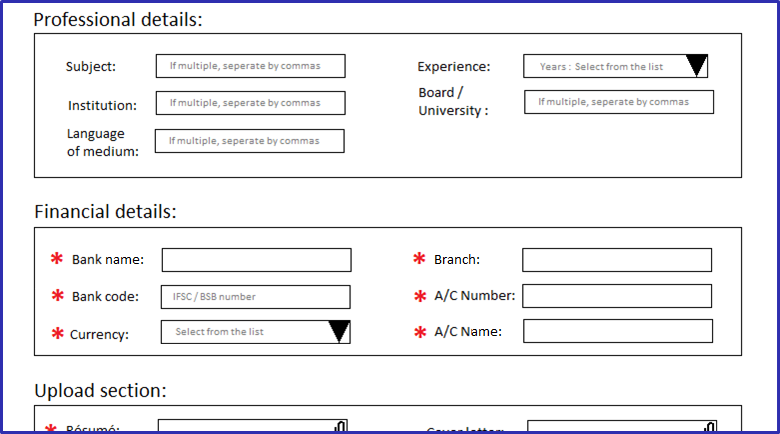 Professional details:
Subject: If multiple, seperate by commas Experience: Years : Select from the list
Institution: If multiple, seperate by commas Board / University : If multiple, seperate by commas
Language of medium: If multiple, seperate by commas
Financial details:
* Bank name: * Branch:
* Bank code: IFSC / BSB number * A/C Number:
* Currency: Select from the list * A/C Name:
Upload section:
* Résumé: Cover letter: